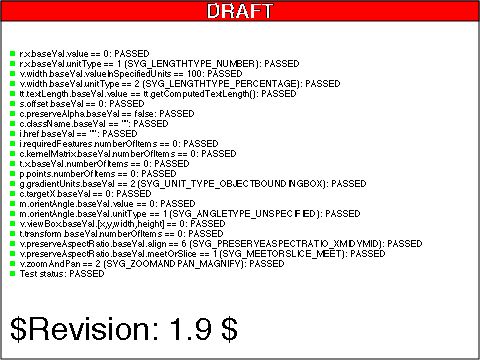 DRAFT
r.x.baseVal.value == 0: PASSED
r.x.baseVal.unitType == 1 (SVG_LENGTHTYPE_NUMBER): PASSED
v.width.baseVal.valueInSpecifiedUnits == 100: PASSED
v.width.baseVal.unitType == 2 (SVG_LENGTHTYPE_PERCENTAGE): PASSED
tt.textLength.baseVal.value == tt.getComputedTextLength(): PASSED
s.offset.baseVal == 0: PASSED
c.preserveAlpha.baseVal == false: PASSED
c.className.baseVal == "": PASSED
i.href.baseVal == "": PASSED
i.requiredFeatures.numberOfItems == 0: PASSED
c.kernelMatrix.baseVal.numberOfItems == 0: PASSED
t.x.baseVal.numberOfItems == 0: PASSED
p.points.numberOfItems == 0: PASSED
g.gradientUnits.baseVal == 2 (SVG_UNIT_TYPE_OBJECTBOUNDINGBOX): PASSED
c.targetX.baseVal == 0: PASSED
m.orientAngle.baseVal.value == 0: PASSED
m.orientAngle.baseVal.unitType == 1 (SVG_ANGLETYPE_UNSPECIFIED): PASSED
v.viewBox.baseVal.[x,y,width,height] == 0: PASSED
t.transform.baseVal.numberOfItems == 0: PASSED
v.preserveAspectRatio.baseVal.align == 6 (SVG_PRESERVEASPECTRATIO_XMIDYMID): PASSED
v.preserveAspectRatio.baseVal.meetOrSlice == 1 (SVG_MEETORSLICE_MEET): PASSED
v.zoomAndPan == 2 (SVG_ZOOMANDPAN_MAGNIFY): PASSED
Test status: PASSED
$Revision: 1.9 $